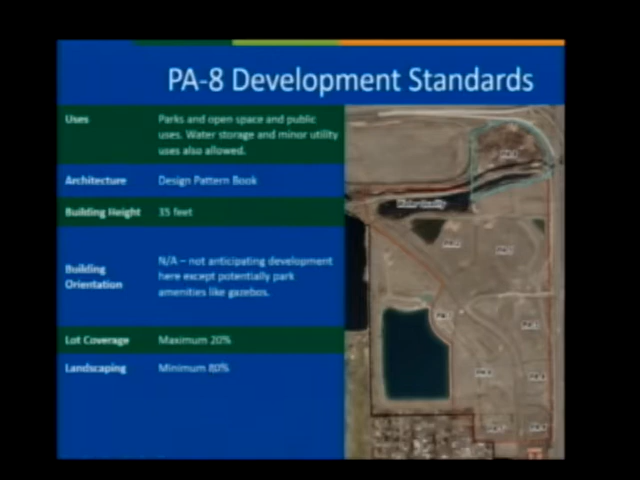 PA-8 Development Standards
Uses
Parks and open space and public
uses. Water storage and minor utility
uses also allowed.
Architecture
Design Pattern Book
Building Height
35 feet
Building
Orientation
N/A – not anticipating development
here except potentially park
amenities like gazebos.
Lot Coverage
Maximum 20%
Landscaping
Minimum 80%
Water Quality